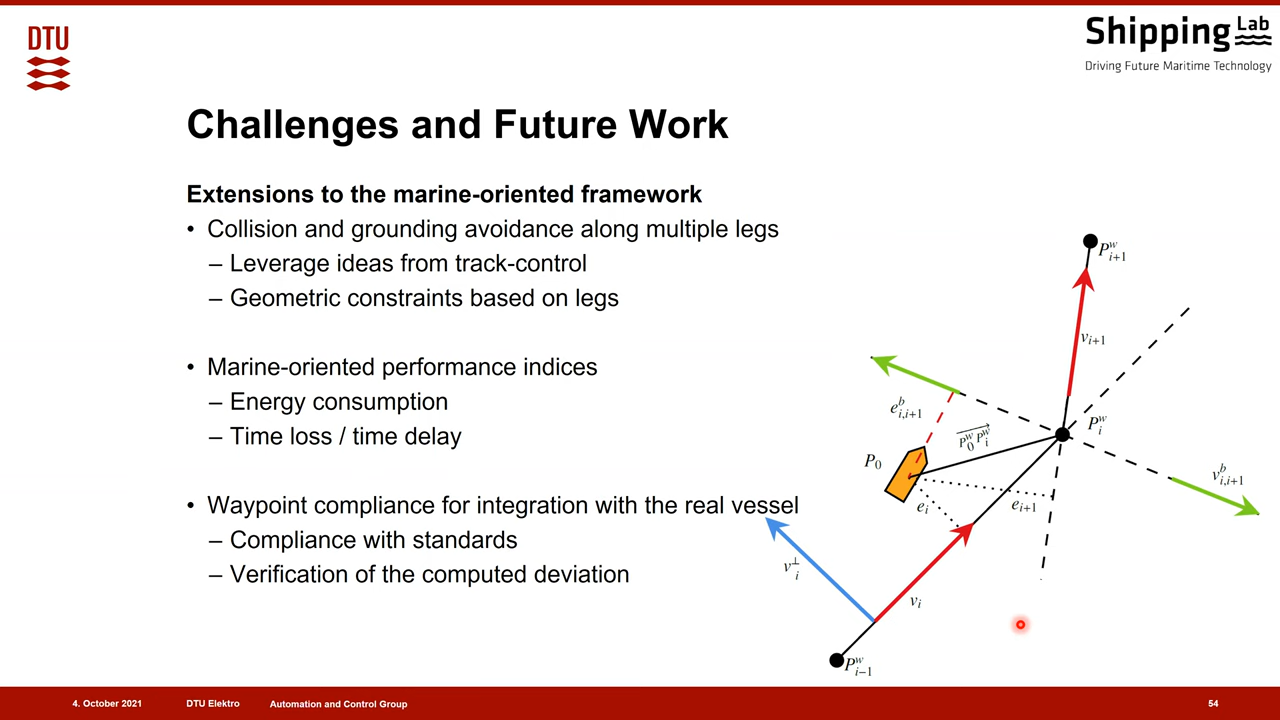 DTU
Shipping Lab
Driving Future Maritime Technology
Challenges and Future Work
Extensions to the marine-oriented framework
• Collision and grounding avoidance along multiple legs
– Leverage ideas from track-control
– Geometric constraints based on legs
• Marine-oriented performance indices
– Energy consumption
– Time loss / time delay
• Waypoint compliance for integration with the real vessel
– Compliance with standards
– Verification of the computed deviation
P^w_{i+1}
v_{i+1}
e^b_{i,i+1}
P^w_0 P^w_i
P^w_i
P_0
v^b_{i,i+1}
e_i
e_{i+1}
v^⊥_i
v_i
P^w_{i−1}
4. October 2021 DTU Elektro Automation and Control Group 54